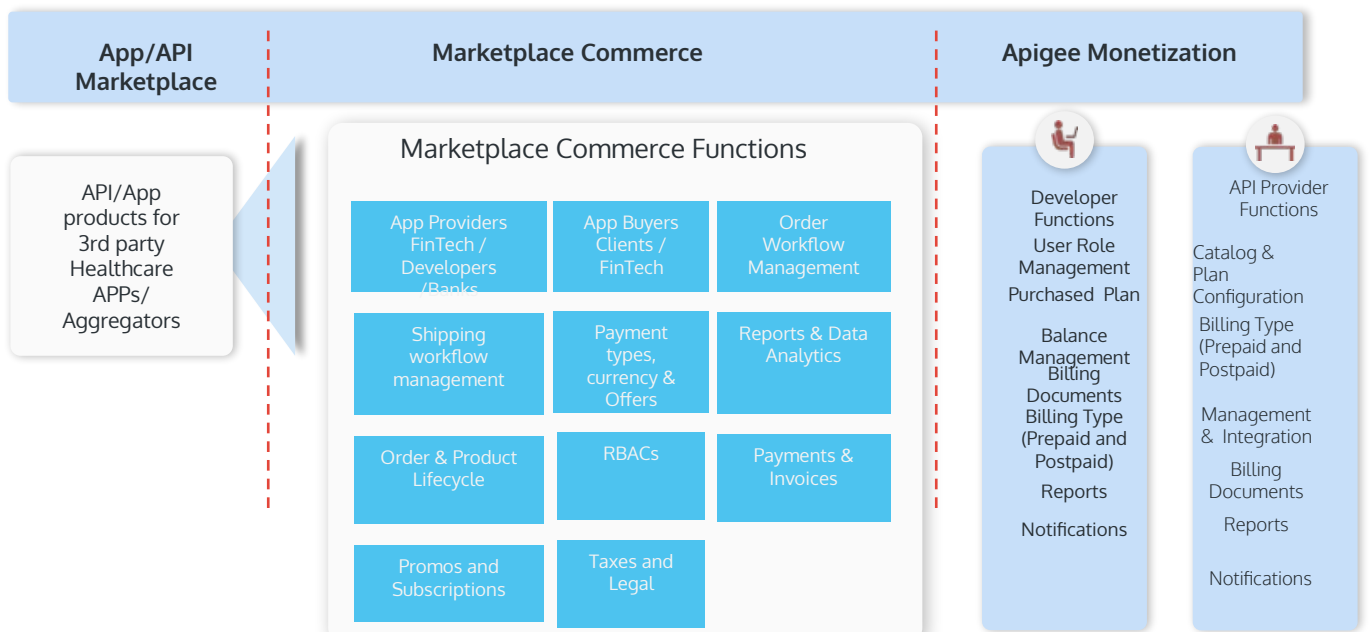 App/API
Marketplace
Marketplace Commerce
Apigee Monetization
API/App
products for
3rd party
Healthcare
APPs/
Aggregators
Marketplace Commerce Functions
App Providers
FinTech /
Developers
/Banks
App Buyers
Clients /
FinTech
Order
Workflow
Management
Shipping
workflow
management
Payment
types,
currency &
Offers
Reports & Data
Analytics
Order & Product
Lifecycle
RBACs
Payments &
Invoices
Promos and
Subscriptions
Taxes and
Legal
Developer
Functions
User Role
Management
Purchased Plan
Balance
Management
Billing
Documents
Billing Type
(Prepaid and
Postpaid)
Reports
Notifications
API Provider
Functions
Catalog &
Plan
Configuration
Billing Type
(Prepaid and
Postpaid)
Management
& Integration
Billing
Documents
Reports
Notifications